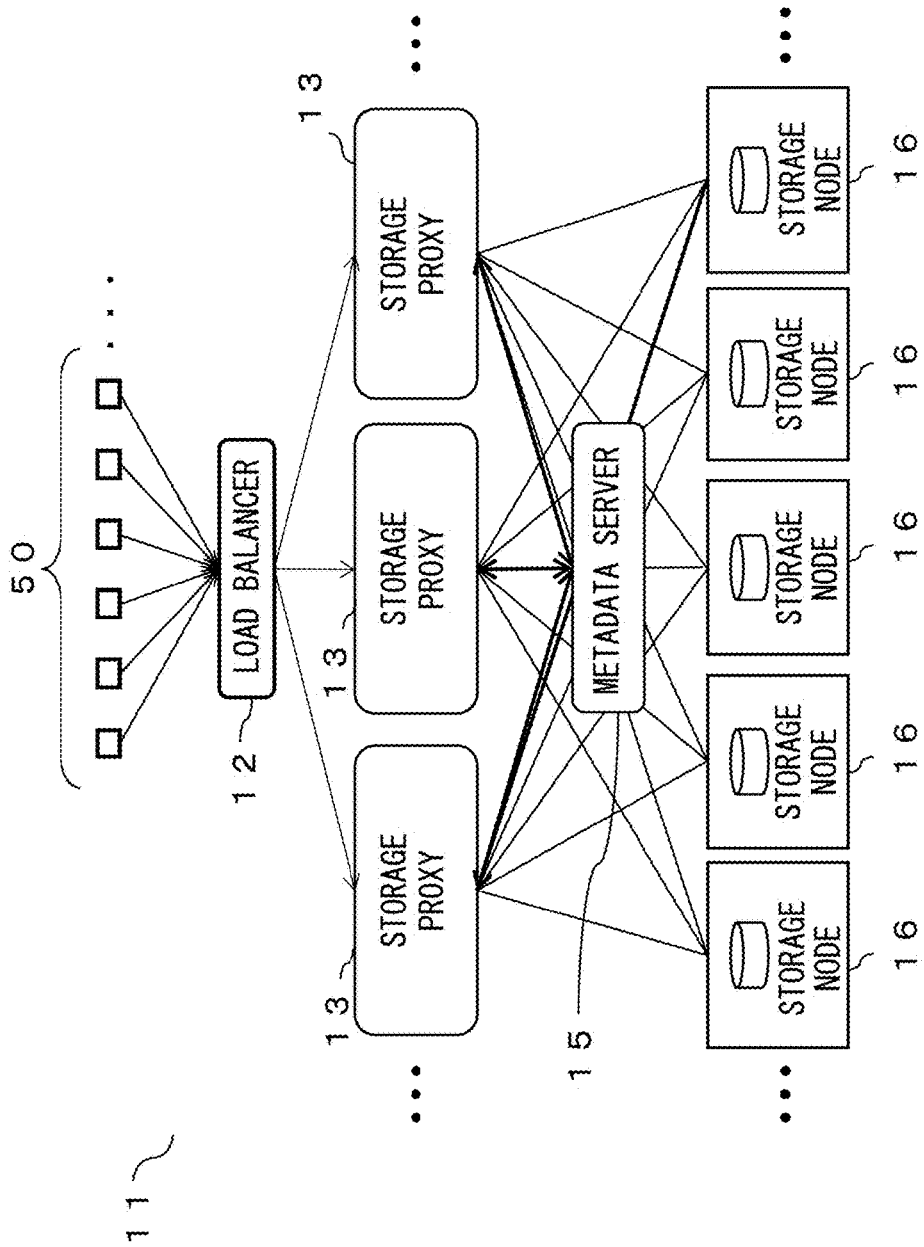 11
50
12
LOAD BALANCER
13
STORAGE
PROXY
13
STORAGE
PROXY
13
STORAGE
PROXY
15
METADATA SERVER
STORAGE
NODE
16
STORAGE
NODE
16
STORAGE
NODE
16
STORAGE
NODE
16
STORAGE
NODE
16